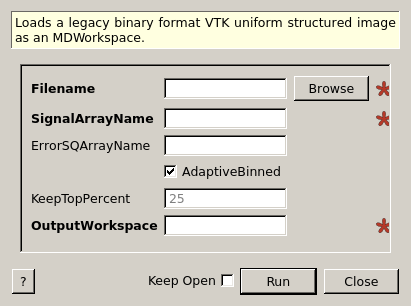 Loads a legacy binary format VTK uniform structured image
as an MDWorkspace.
Filename
Browse
SignalArrayName
ErrorSQArrayName
AdaptiveBinned
KeepTopPercent 25
OutputWorkspace
? Keep Open Run Close